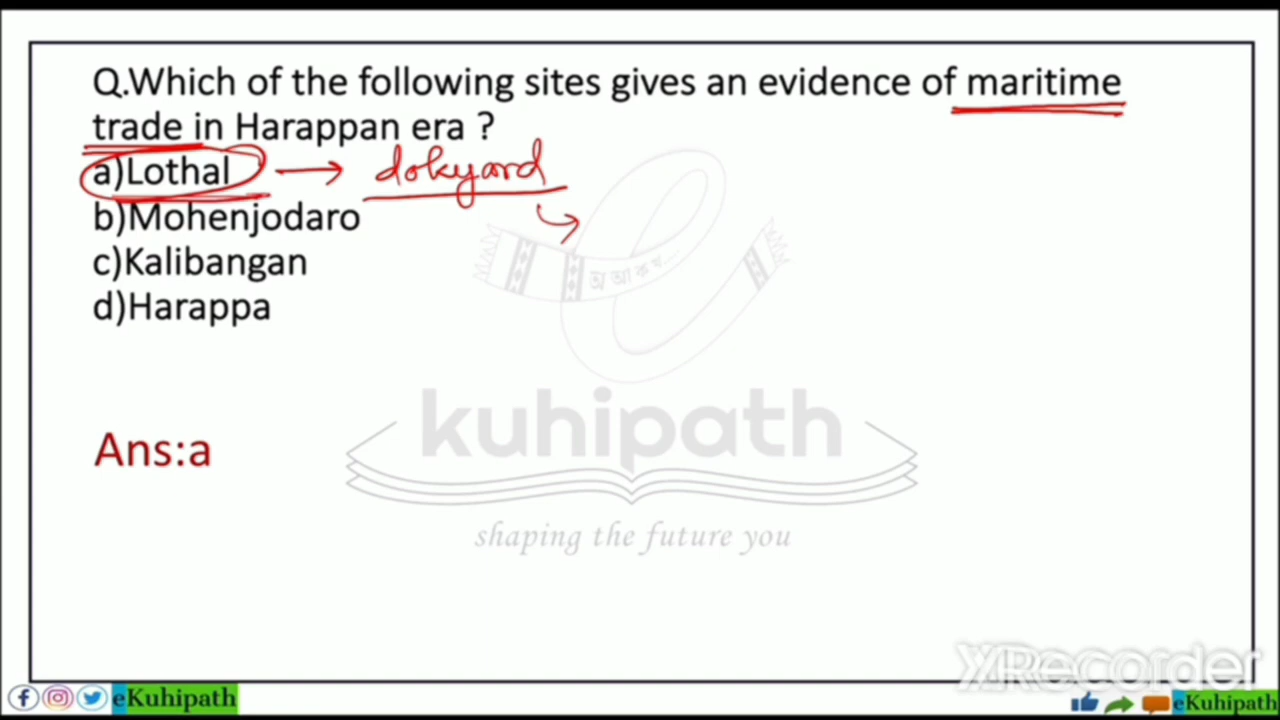 Q.Which of the following sites gives an evidence of maritime
trade in Harappan era ?
a)Lothal → dokyard
b)Mohenjodaro
c)Kalibangan
d)Harappa
অ আ ক খ
kuhipath
Ans:a
shaping the future you
XRecorder
eKuhipath
eKuhipath